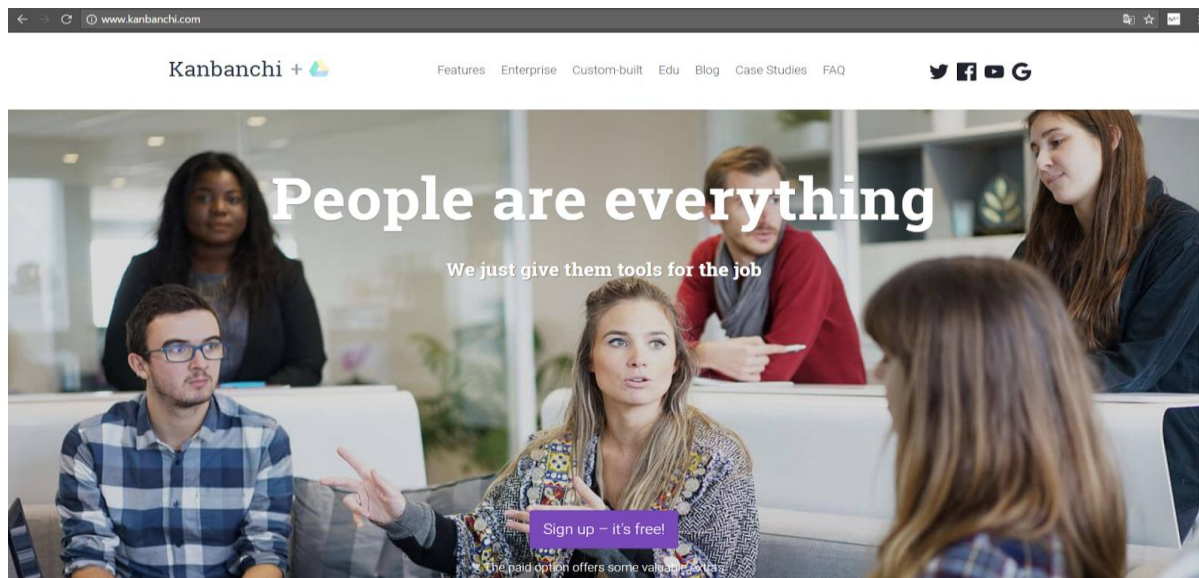 www.kanbanchi.com
Kanbanchi +
Features Enterprise Custom-built Edu Blog Case Studies FAQ
People are everything
We just give them tools for the job
Sign up – it's free!
The paid option offers some valuable extras